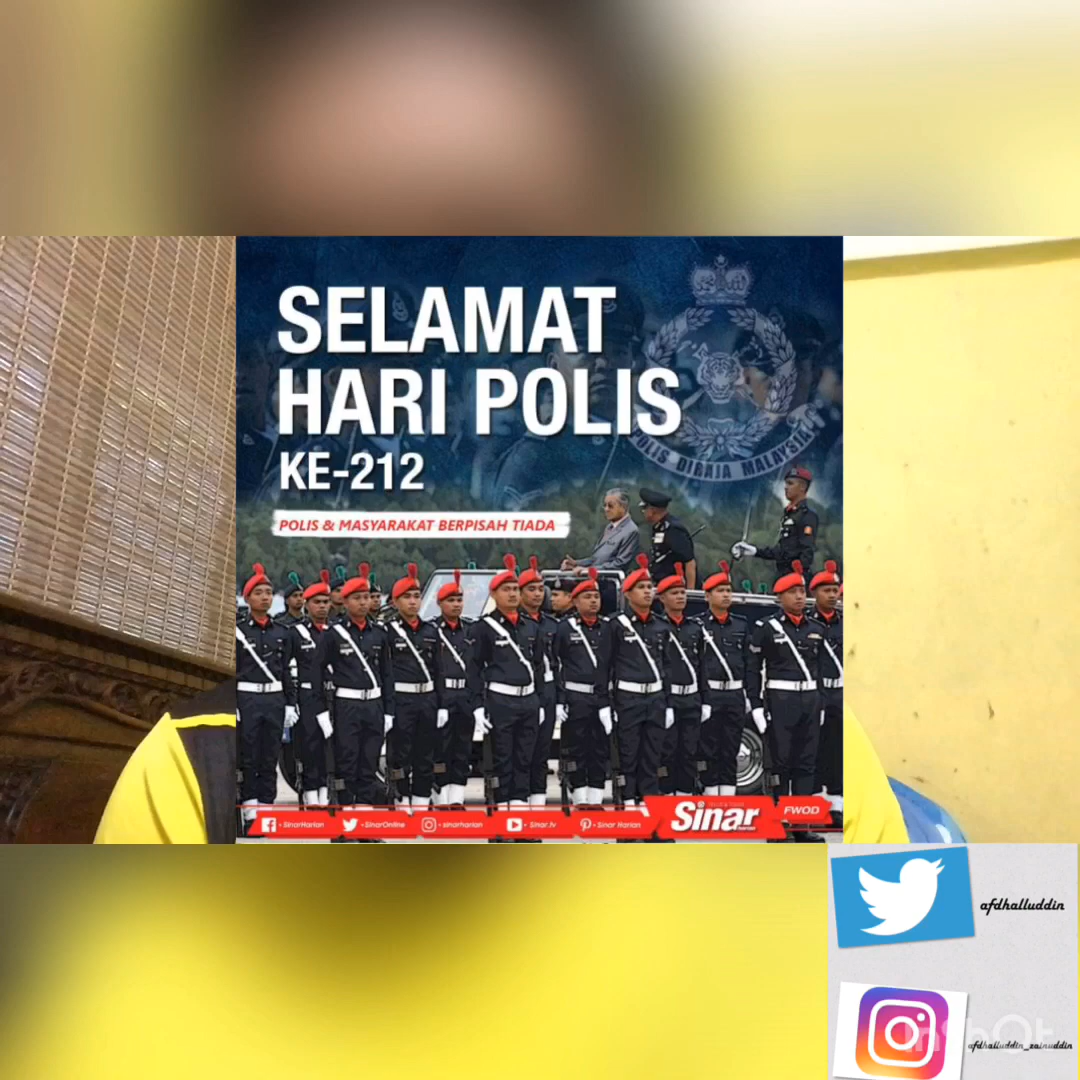 SELAMAT
HARI POLIS
KE-212
POLIS & MASYARAKAT BERPISAH TIADA
POLIS DIRAJA MALAYSIA
SinarHarian
SinarOnline
sinarharian
Sinar.tv
Sinar Harian
Sinar
FWOD
afdhalluddin
InShOt
afdhalluddin_zainuddin